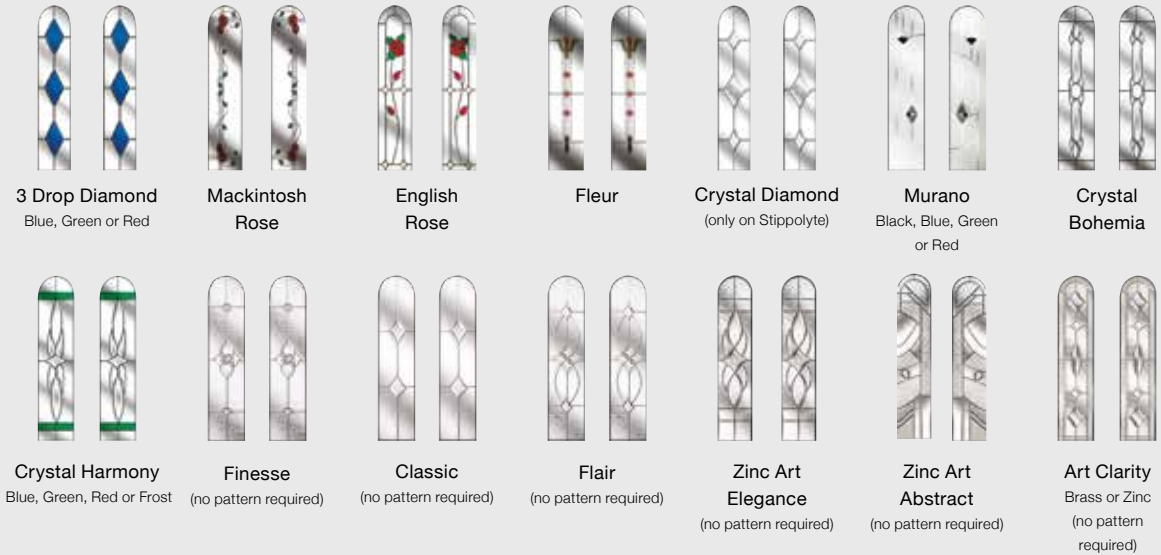 3 Drop Diamond
Blue, Green or Red
Mackintosh
Rose
English
Rose
Fleur
Crystal Diamond
(only on Stippolyte)
Murano
Black, Blue, Green
or Red
Crystal
Bohemia
Crystal Harmony
Blue, Green, Red or Frost
Finesse
(no pattern required)
Classic
(no pattern required)
Flair
(no pattern required)
Zinc Art
Elegance
(no pattern required)
Zinc Art
Abstract
(no pattern required)
Art Clarity
Brass or Zinc
(no pattern
required)